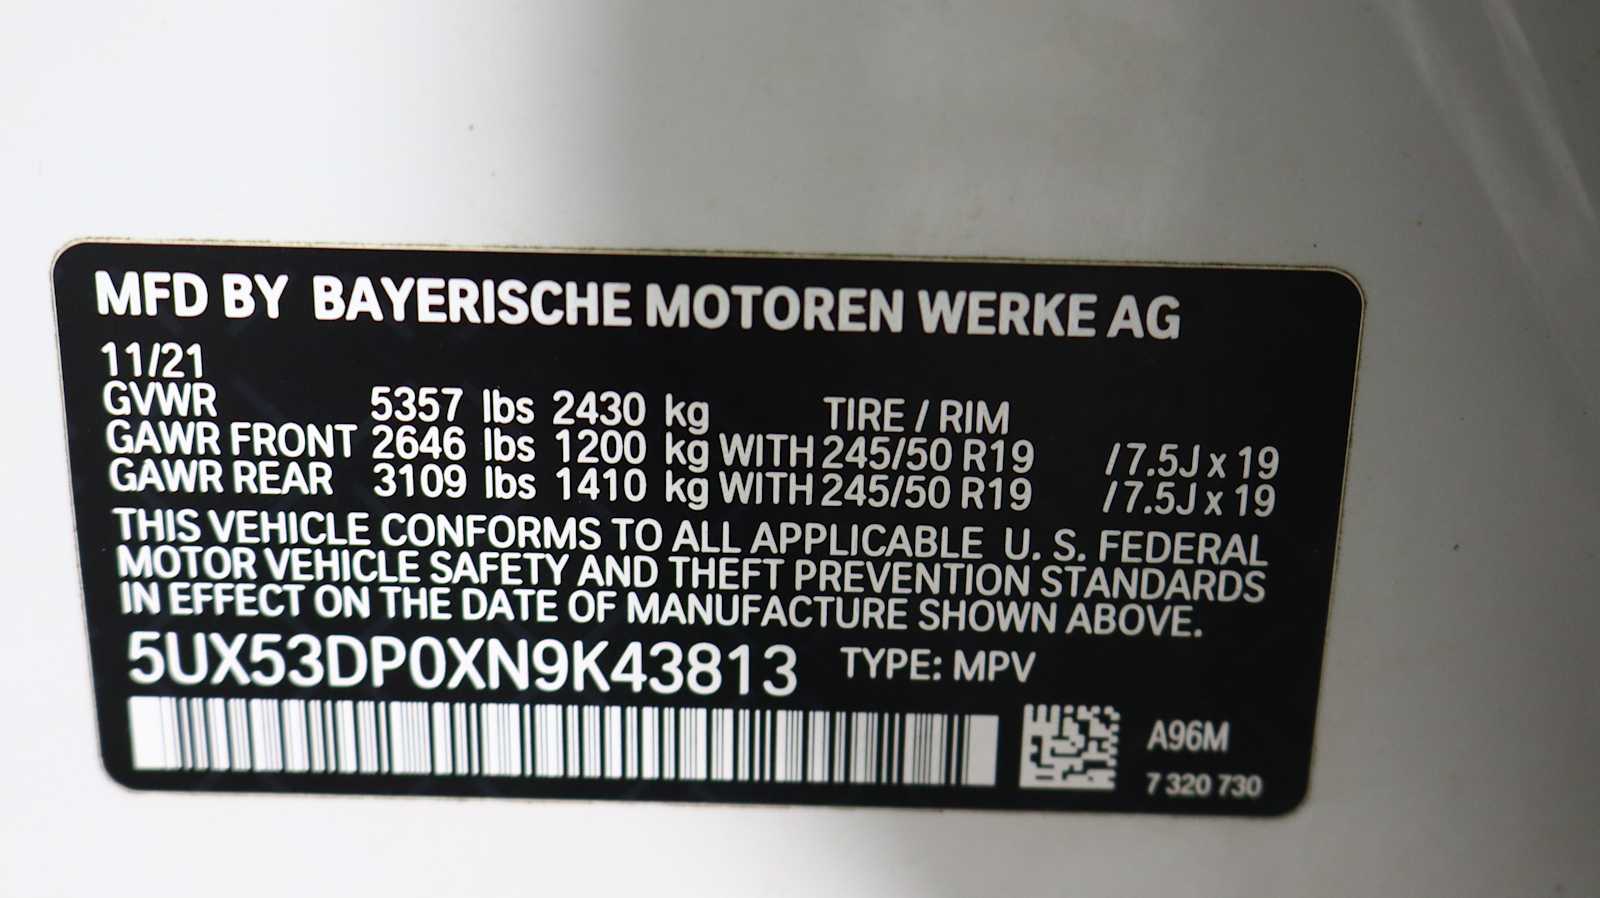 MFD BY BAYERISCHE MOTOREN WERKE AG
11/21
GVWR 5357 lbs 2430 kg TIRE / RIM
GAWR FRONT 2646 lbs 1200 kg WITH 245/50 R19 / 7.5J x 19
GAWR REAR 3109 lbs 1410 kg WITH 245/50 R19 / 7.5J x 19
THIS VEHICLE CONFORMS TO ALL APPLICABLE U. S. FEDERAL
MOTOR VEHICLE SAFETY AND THEFT PREVENTION STANDARDS
IN EFFECT ON THE DATE OF MANUFACTURE SHOWN ABOVE.
5UX53DP0XN9K43813 TYPE: MPV
A96M
7 320 730